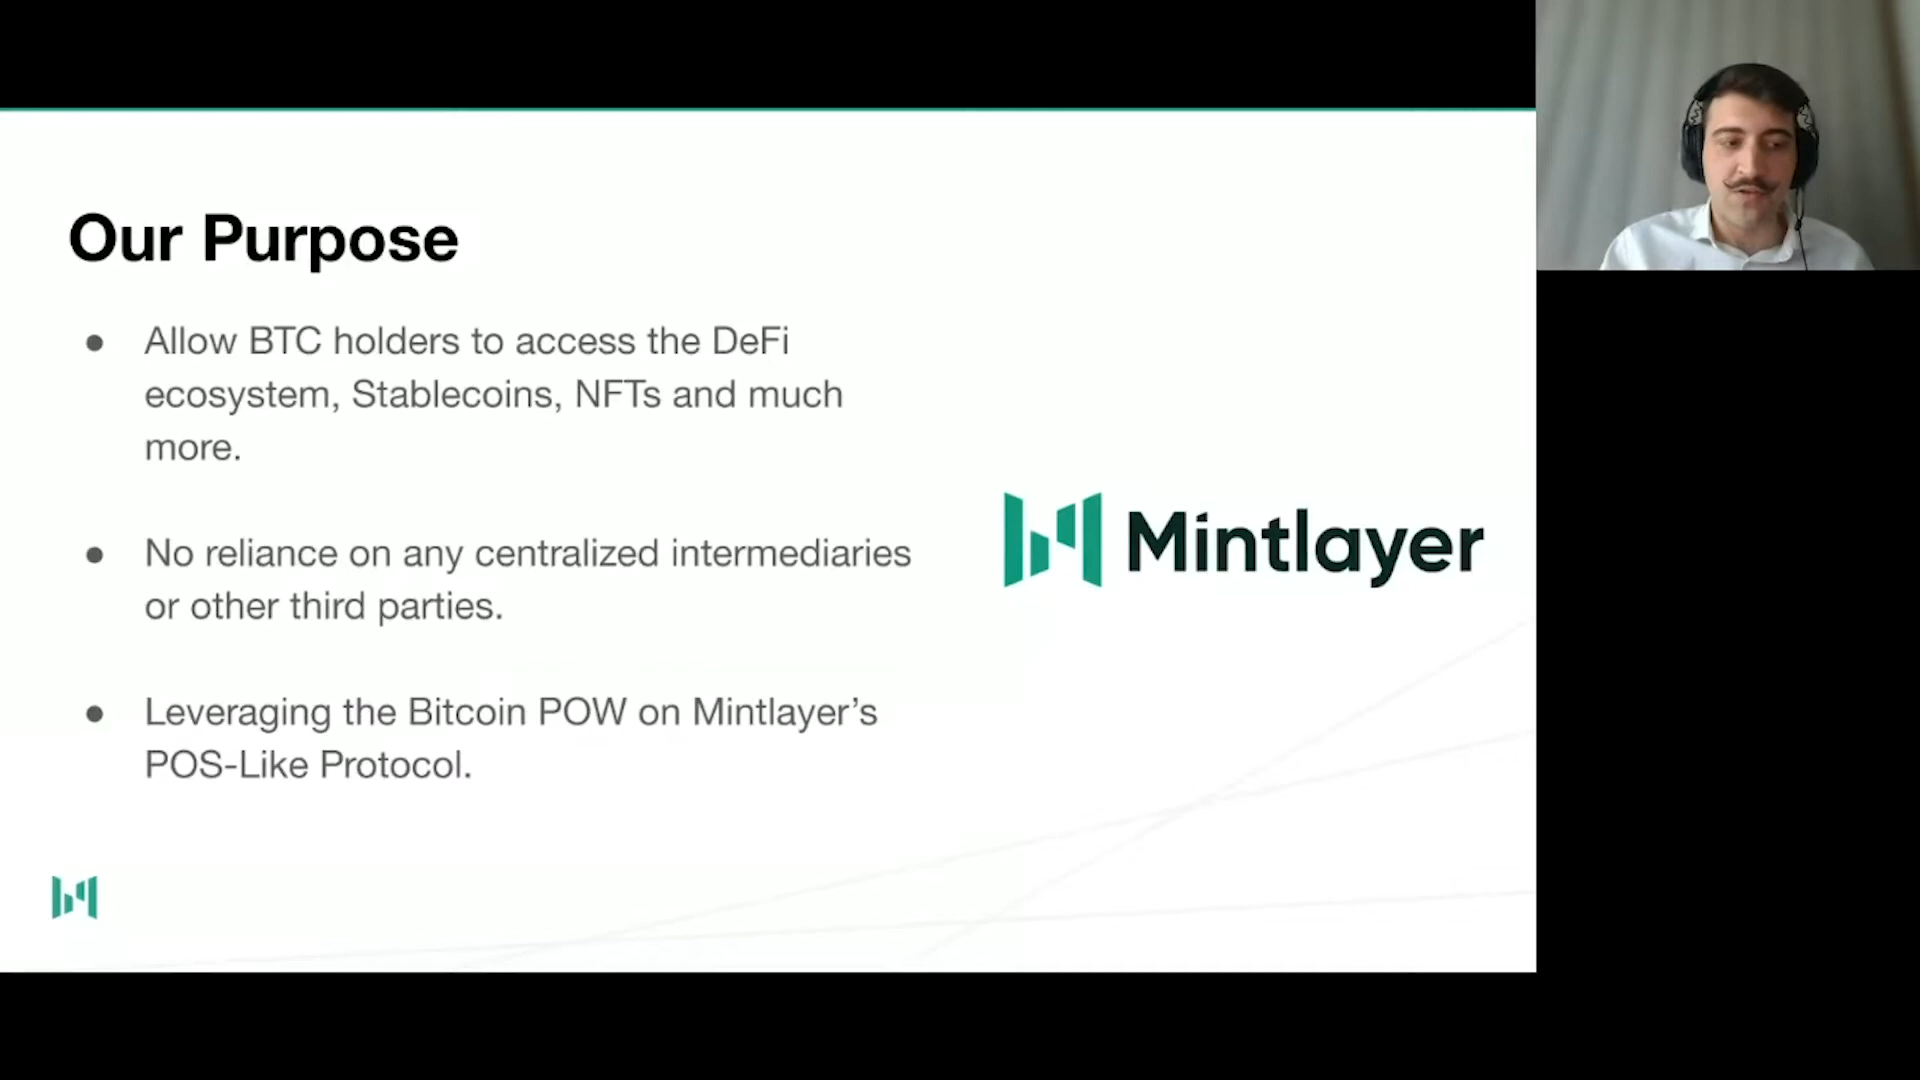 Our Purpose
● Allow BTC holders to access the DeFi
ecosystem, Stablecoins, NFTs and much
more.
● No reliance on any centralized intermediaries
or other third parties.
● Leveraging the Bitcoin POW on Mintlayer’s
POS-Like Protocol.
Mintlayer